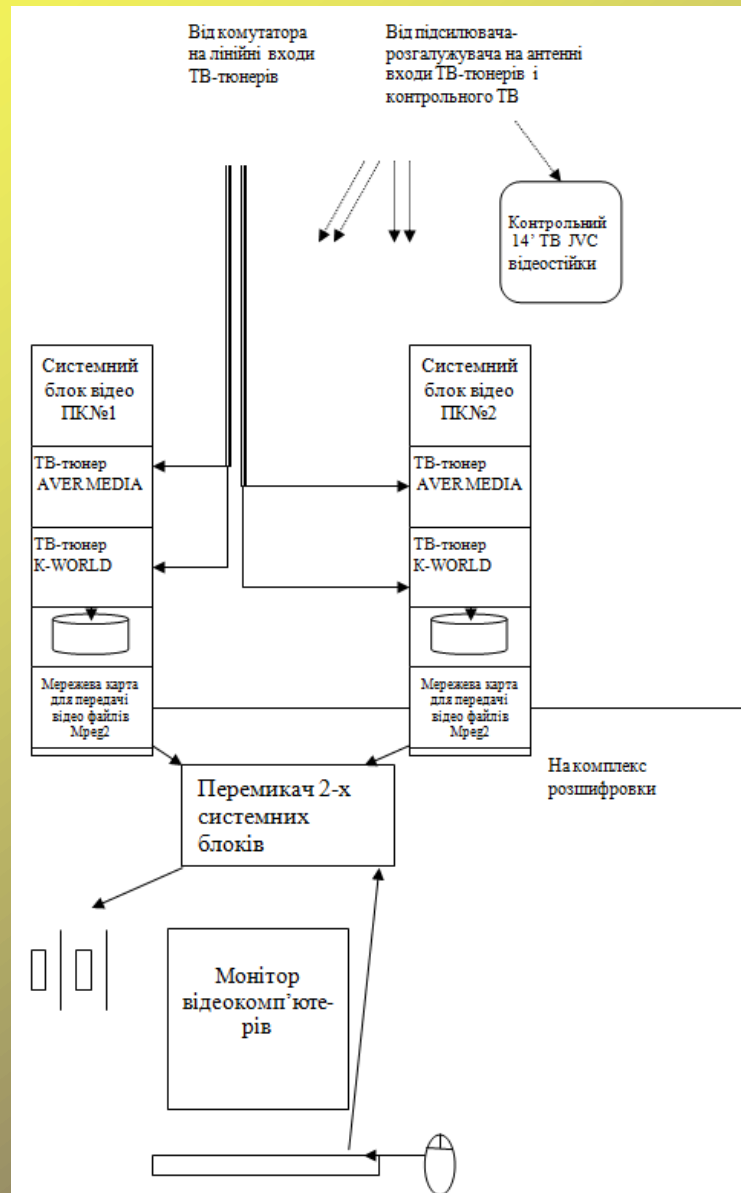 Від комутатора
на лінійні входи
ТВ-тюнерів
Від підсилювача-
розгалужувача на антенні
входи ТВ-тюнерів і
контрольного ТВ
Контрольний
14’ ТВ JVC
відеостійки
Системний
блок відео
ПК№1
ТВ-тюнер
AVER MEDIA
ТВ-тюнер
K-WORLD
Мережева карта
для передачі
відео файлів
Mpeg2
Системний
блок відео
ПК№2
ТВ-тюнер
AVER MEDIA
ТВ-тюнер
K-WORLD
Мережева карта
для передачі
відео файлів
Mpeg2
На комплекс
розшифровки
Перемикач 2-х
системних
блоків
Монітор
відеокомп’юте-
рів